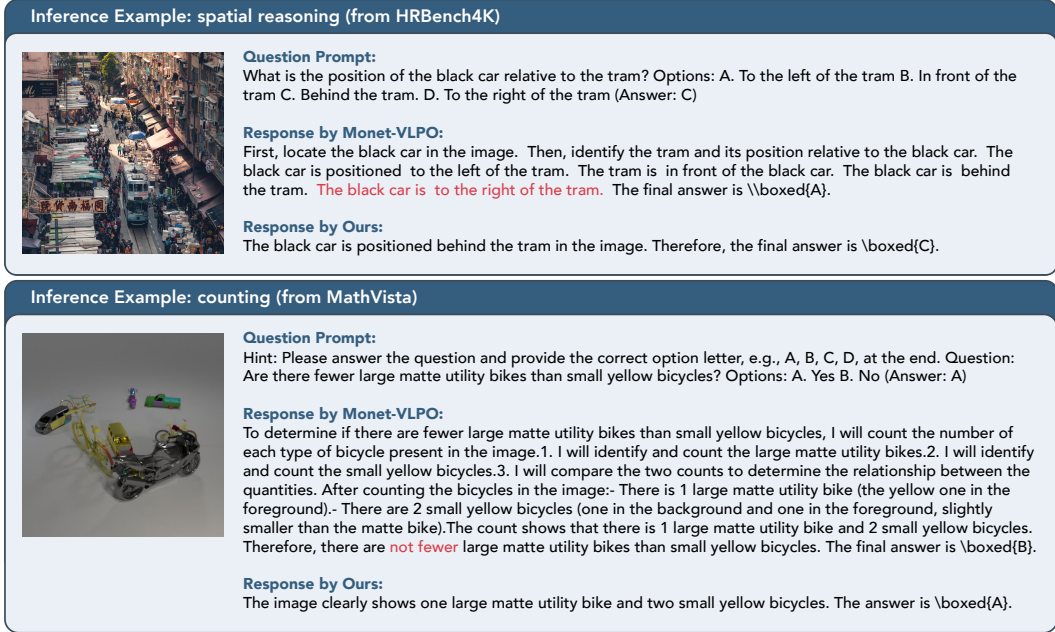 Inference Example: spatial reasoning (from HRBench4K)
Question Prompt:
What is the position of the black car relative to the tram? Options: A. To the left of the tram B. In front of the
tram C. Behind the tram. D. To the right of the tram (Answer: C)
Response by Monet-VLPO:
First, locate the black car in the image. Then, identify the tram and its position relative to the black car. The
black car is positioned to the left of the tram. The tram is in front of the black car. The black car is behind
the tram. The black car is to the right of the tram. The final answer is \\boxed{A}.
Response by Ours:
The black car is positioned behind the tram in the image. Therefore, the final answer is \boxed{C}.
Inference Example: counting (from MathVista)
Question Prompt:
Hint: Please answer the question and provide the correct option letter, e.g., A, B, C, D, at the end. Question:
Are there fewer large matte utility bikes than small yellow bicycles? Options: A. Yes B. No (Answer: A)
Response by Monet-VLPO:
To determine if there are fewer large matte utility bikes than small yellow bicycles, I will count the number of
each type of bicycle present in the image.1. I will identify and count the large matte utility bikes.2. I will identify
and count the small yellow bicycles.3. I will compare the two counts to determine the relationship between the
quantities. After counting the bicycles in the image:- There is 1 large matte utility bike (the yellow one in the
foreground).- There are 2 small yellow bicycles (one in the background and one in the foreground, slightly
smaller than the matte bike).The count shows that there is 1 large matte utility bike and 2 small yellow bicycles.
Therefore, there are not fewer large matte utility bikes than small yellow bicycles. The final answer is \boxed{B}.
Response by Ours:
The image clearly shows one large matte utility bike and two small yellow bicycles. The answer is \boxed{A}.